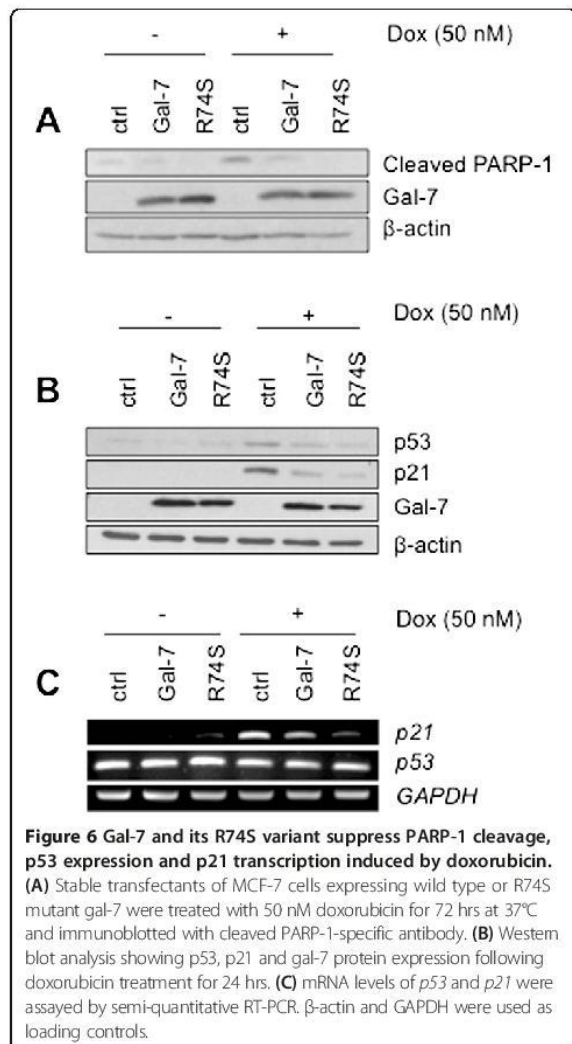 - + Dox (50 nM)
ctrl Gal-7 R74S ctrl Gal-7 R74S
A
Cleaved PARP-1
Gal-7
β-actin
- + Dox (50 nM)
ctrl Gal-7 R74S ctrl Gal-7 R74S
B
p53
p21
Gal-7
β-actin
- + Dox (50 nM)
ctrl Gal-7 R74S ctrl Gal-7 R74S
C
p21
p53
GAPDH
Figure 6 Gal-7 and its R74S variant suppress PARP-1 cleavage,
p53 expression and p21 transcription induced by doxorubicin.
(A) Stable transfectants of MCF-7 cells expressing wild type or R74S
mutant gal-7 were treated with 50 nM doxorubicin for 72 hrs at 37°C
and immunoblotted with cleaved PARP-1-specific antibody. (B) Western
blot analysis showing p53, p21 and gal-7 protein expression following
doxorubicin treatment for 24 hrs. (C) mRNA levels of p53 and p21 were
assayed by semi-quantitative RT-PCR. β-actin and GAPDH were used as
loading controls.